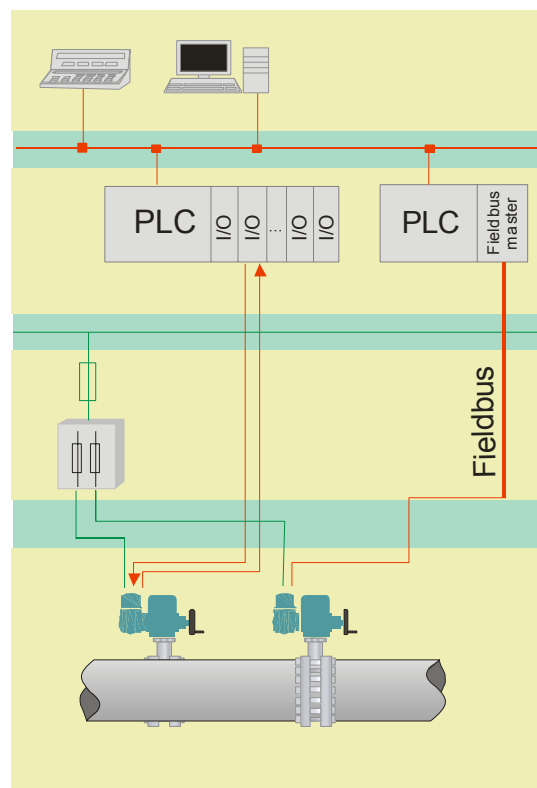 PLC
I/O
I/O
...
I/O
I/O
PLC
Fieldbus
master
Fieldbus